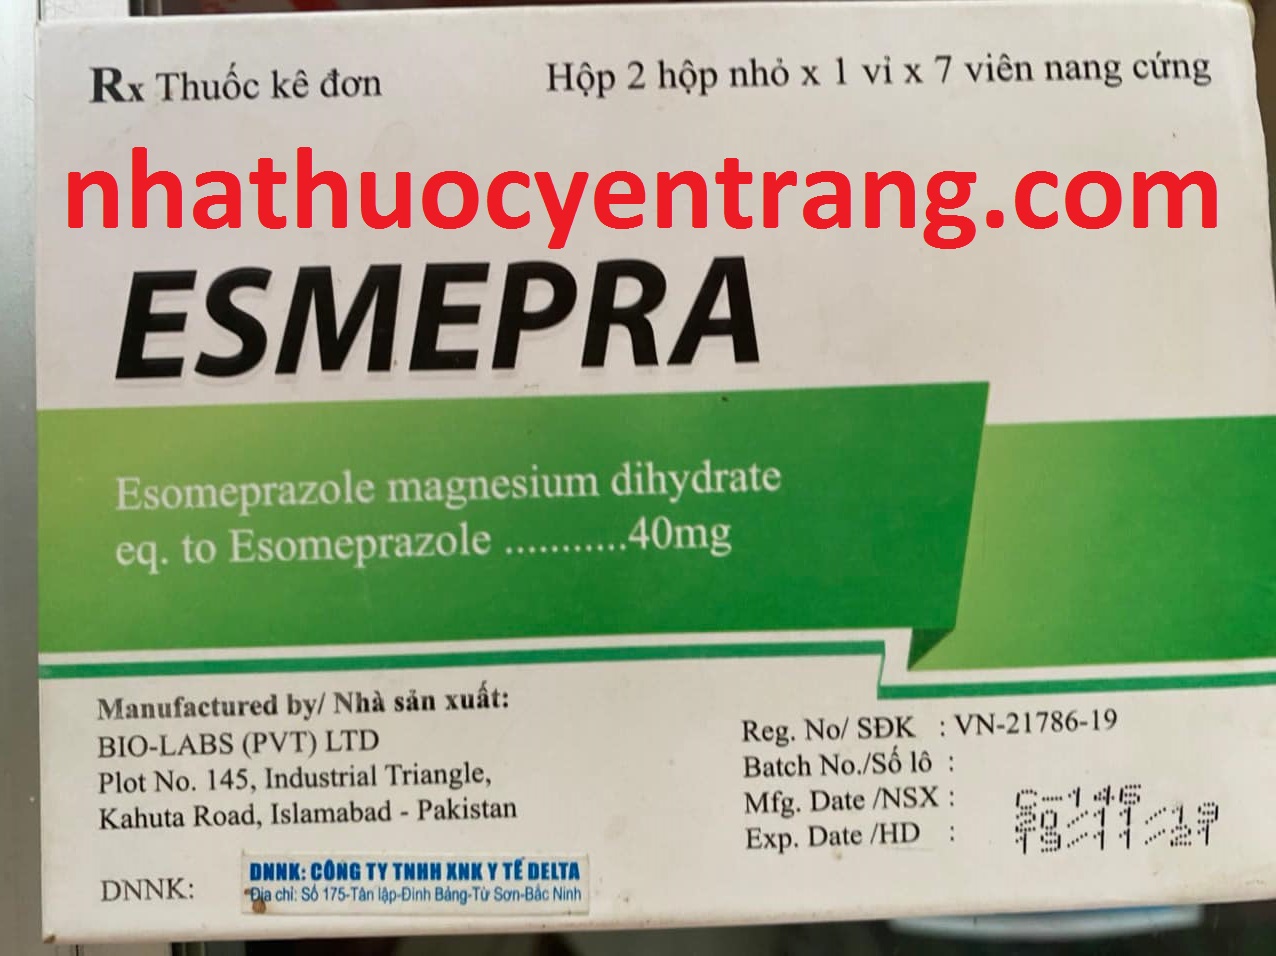 Rx Thuốc kê đơn
Hộp 2 hộp nhỏ x 1 vỉ x 7 viên nang cứng
nhathuocyentrang.com
ESMEPRA
Esomeprazole magnesium dihydrate
eq. to Esomeprazole ...........40mg
Manufactured by/ Nhà sản xuất:
BIO-LABS (PVT) LTD
Plot No. 145, Industrial Triangle,
Kahuta Road, Islamabad - Pakistan
DNNK:
DNNK: CÔNG TY TNHH XNK Y TẾ DELTA
Địa chỉ: Số 175-Tân lập-Đình Bảng-Từ Sơn-Bắc Ninh
Reg. No/ SĐK : VN-21786-19
Batch No./Số lô :
Mfg. Date /NSX :
Exp. Date /HD :
C-146